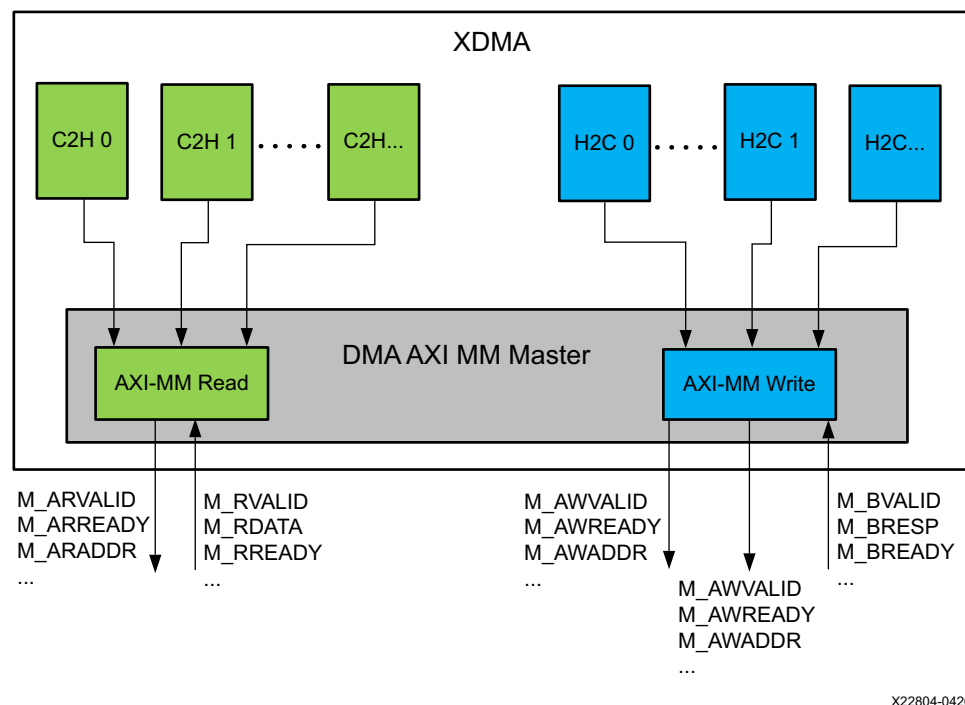 XDMA
C2H 0
C2H 1
C2H...
H2C 0
H2C 1
H2C...
DMA AXI MM Master
AXI-MM Read
AXI-MM Write
M_ARVALID
M_ARREADY
M_ARADDR
...
M_RVALID
M_RDATA
M_RREADY
...
M_AWVALID
M_AWREADY
M_AWADDR
...
M_AWVALID
M_AWREADY
M_AWADDR
...
M_BVALID
M_BRESP
M_BREADY
...